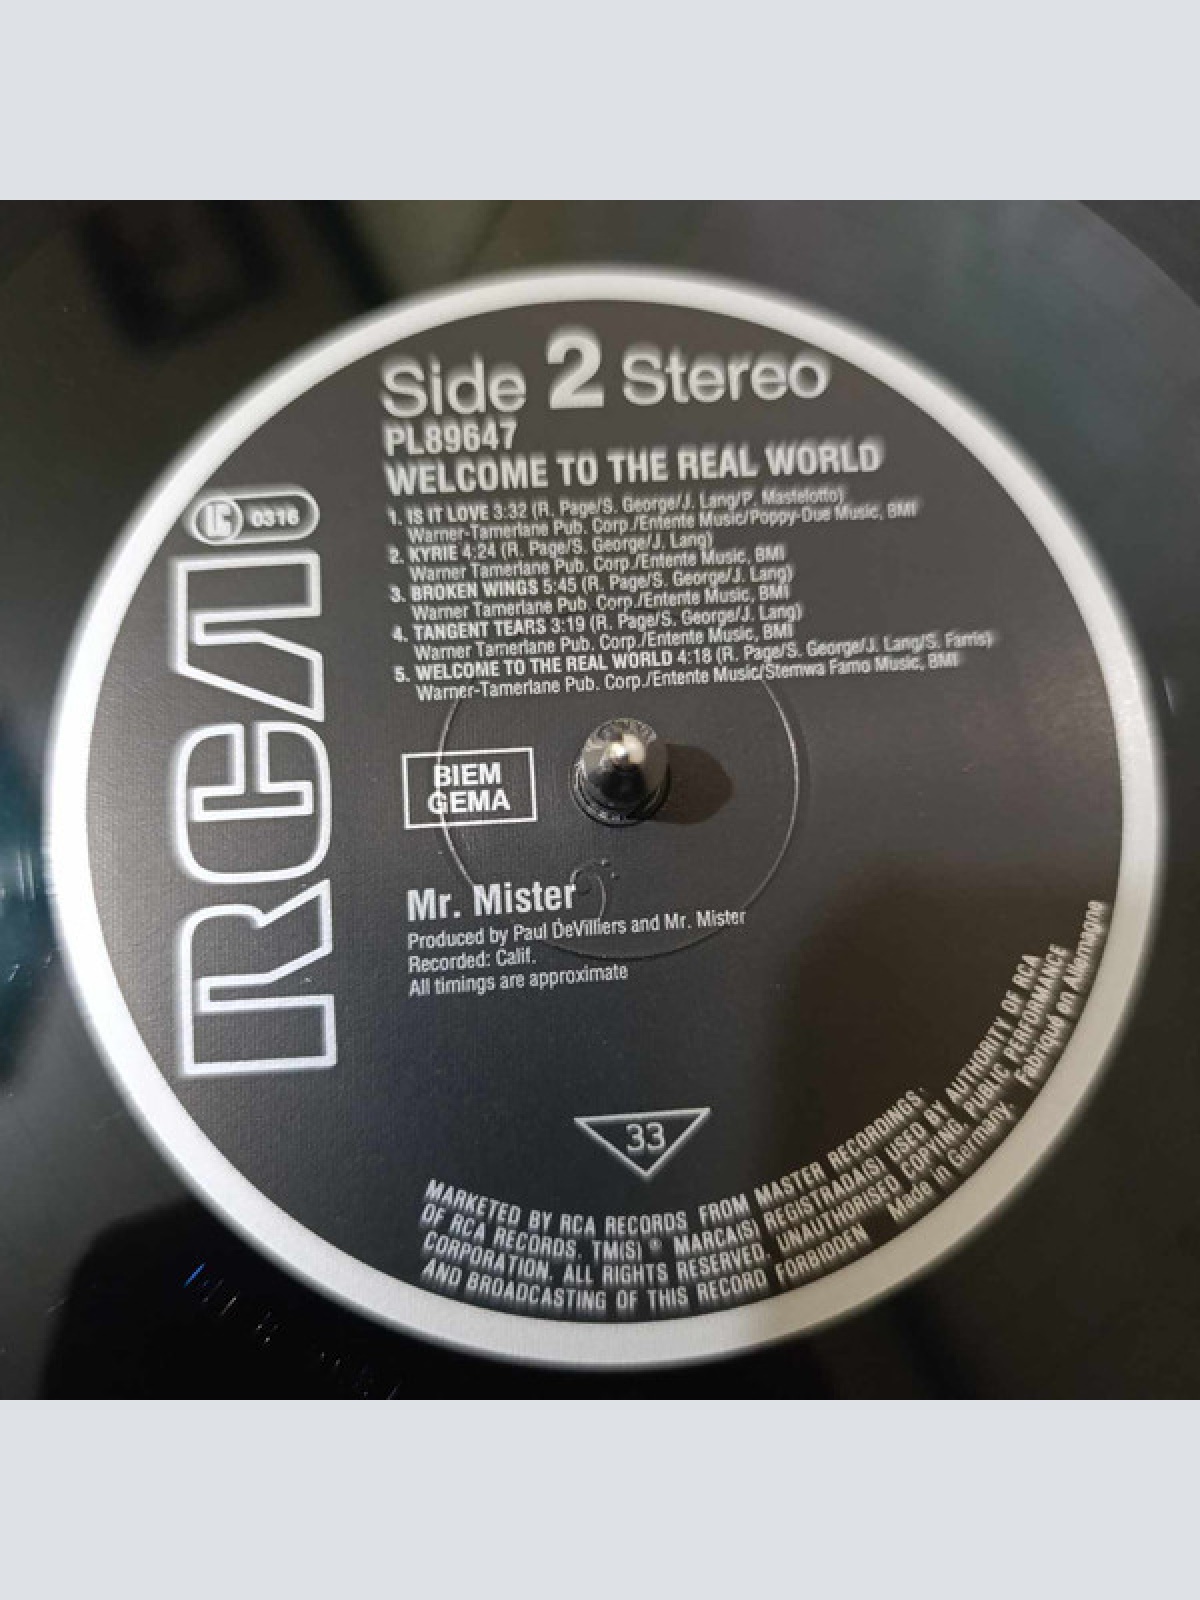 Side 2 Stereo
PL89647
WELCOME TO THE REAL WORLD
1. IS IT LOVE 3:32 (R. Page/S. George/J. Lang/P. Mastelotto)
Warner-Tamerlane Pub. Corp./Entente Music/Poppy-Due Music, BMI
2. KYRIE 4:24 (R. Page/S. George/J. Lang)
Warner Tamerlane Pub. Corp./Entente Music, BMI
3. BROKEN WINGS 5:45 (R. Page/S. George/J. Lang)
Warner Tamerlane Pub. Corp./Entente Music, BMI
4. TANGENT TEARS 3:19 (R. Page/S. George/J. Lang)
Warner Tamerlane Pub. Corp./Entente Music, BMI
5. WELCOME TO THE REAL WORLD 4:18 (R. Page/S. George/J. Lang/S. Farris)
Warner-Tamerlane Pub. Corp./Entente Music/Stemwa Famo Music, BMI
LC 0316
RCA
BIEM
GEMA
Mr. Mister
Produced by Paul DeVilliers and Mr. Mister
Recorded: Calif.
All timings are approximate
33
MARKETED BY RCA RECORDS FROM MASTER RECORDINGS
OF RCA RECORDS. TM(S) ® MARCA(S) REGISTRADA(S) USED BY AUTHORITY OF RCA
CORPORATION. ALL RIGHTS RESERVED. UNAUTHORISED COPYING PUBLIC PERFORMANCE
AND BROADCASTING OF THIS RECORD FORBIDDEN Made in Germany. Fabriqué en Allemagne